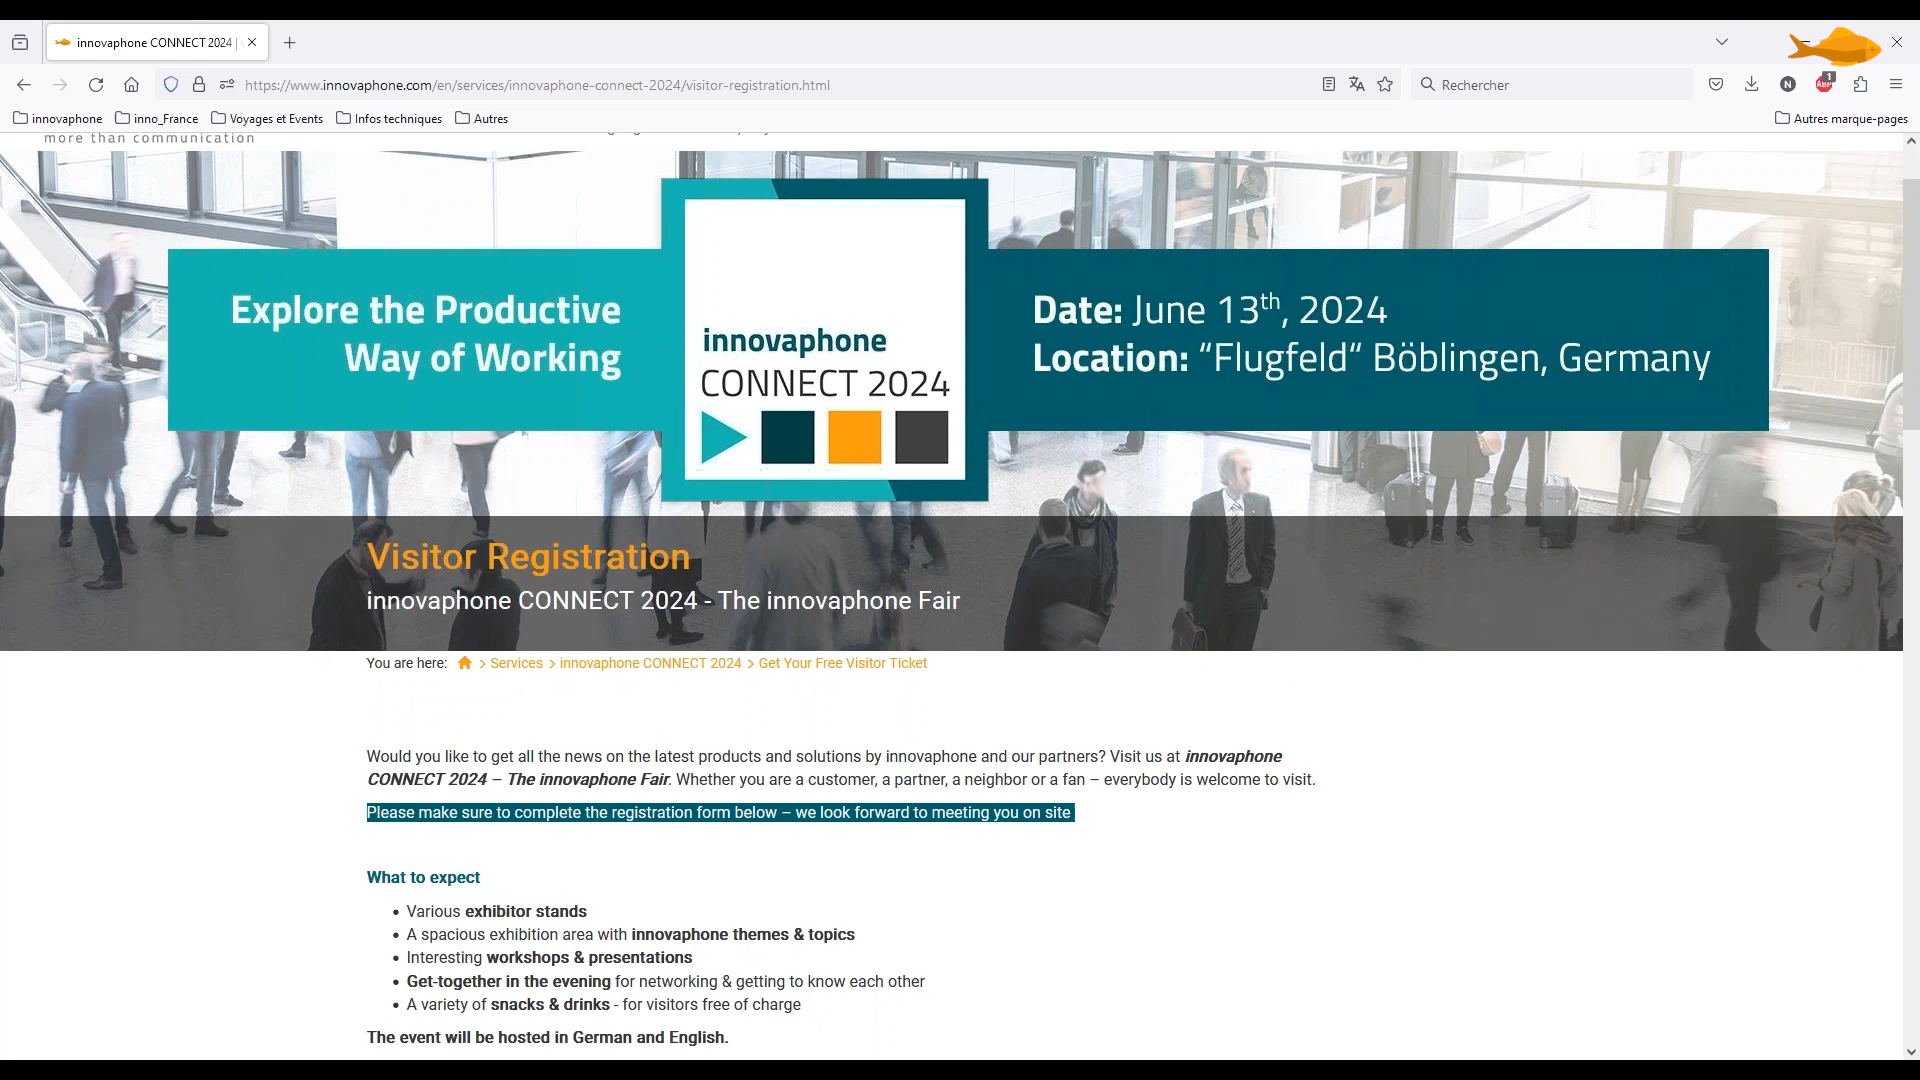 innovaphone CONNECT 2024 |
https://www.innovaphone.com/en/services/innovaphone-connect-2024/visitor-registration.html
Rechercher
N
ABP
1
innovaphone
inno_France
Voyages et Events
Infos techniques
Autres
Autres marque-pages
more than communication
Explore the Productive
Way of Working
innovaphone
CONNECT 2024
Date: June 13th, 2024
Location: “Flugfeld“ Böblingen, Germany
Visitor Registration
innovaphone CONNECT 2024 - The innovaphone Fair
You are here: > Services > innovaphone CONNECT 2024 > Get Your Free Visitor Ticket
Would you like to get all the news on the latest products and solutions by innovaphone and our partners? Visit us at innovaphone
CONNECT 2024 – The innovaphone Fair. Whether you are a customer, a partner, a neighbor or a fan – everybody is welcome to visit.
Please make sure to complete the registration form below – we look forward to meeting you on site
What to expect
• Various exhibitor stands
• A spacious exhibition area with innovaphone themes & topics
• Interesting workshops & presentations
• Get-together in the evening for networking & getting to know each other
• A variety of snacks & drinks - for visitors free of charge
The event will be hosted in German and English.